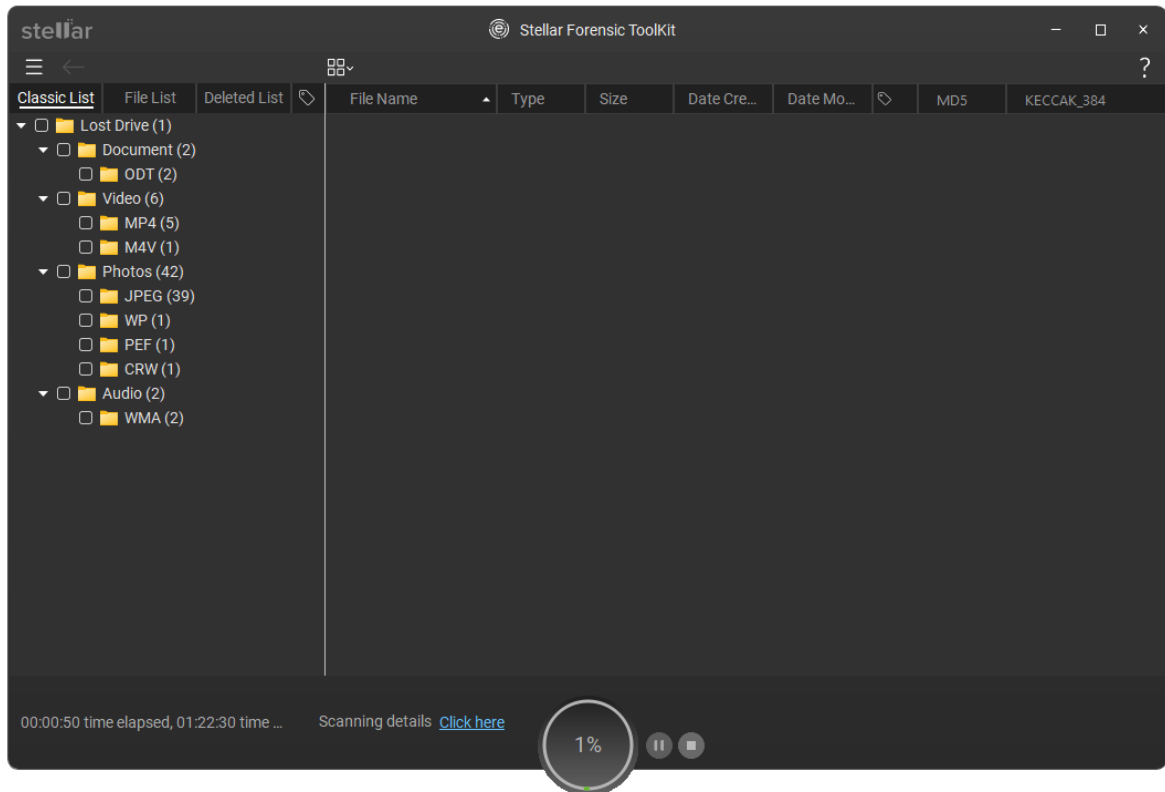 stellar
Stellar Forensic ToolKit
?
Classic List File List Deleted List
File Name Type Size Date Cre... Date Mo... MD5 KECCAK_384
Lost Drive (1)
Document (2)
ODT (2)
Video (6)
MP4 (5)
M4V (1)
Photos (42)
JPEG (39)
WP (1)
PEF (1)
CRW (1)
Audio (2)
WMA (2)
00:00:50 time elapsed, 01:22:30 time ... Scanning details Click here
1%